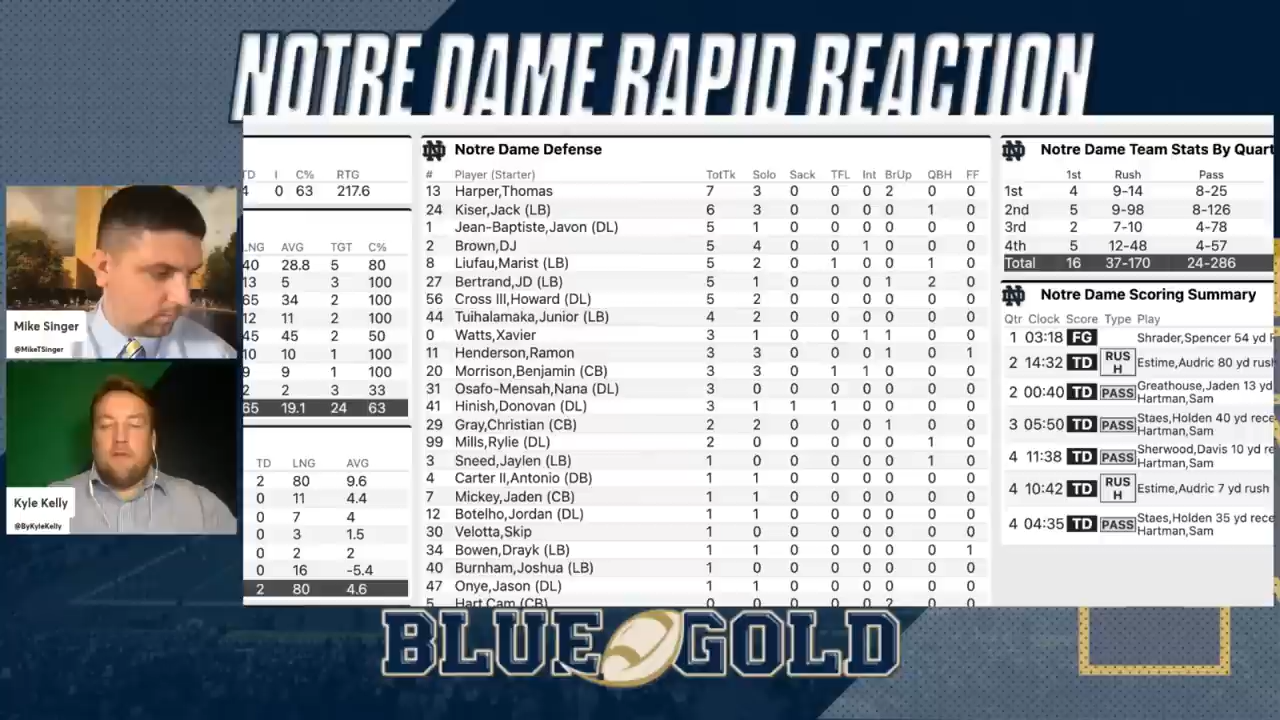 NOTRE DAME RAPID REACTION
Mike Singer
@MikeTSinger
Kyle Kelly
@ByKyleKelly
TD I C% RTG
4 0 63 217.6
LNG AVG TGT C%
40 28.8 5 80
13 5 3 100
65 34 2 100
12 11 2 100
45 45 2 50
10 10 1 100
9 9 1 100
2 2 3 33
65 19.1 24 63
TD LNG AVG
2 80 9.6
0 11 4.4
0 7 4
0 3 1.5
0 2 2
0 16 -5.4
2 80 4.6
Notre Dame Defense
# Player (Starter) TotTk Solo Sack TFL Int BrUp QBH FF
13 Harper,Thomas 7 3 0 0 0 2 0 0
24 Kiser,Jack (LB) 6 3 0 0 0 0 1 0
1 Jean-Baptiste,Javon (DL) 5 1 0 0 0 0 0 0
2 Brown,DJ 5 4 0 0 1 0 0 0
8 Liufau,Marist (LB) 5 2 0 1 0 0 1 0
27 Bertrand,JD (LB) 5 1 0 0 0 1 2 0
56 Cross III,Howard (DL) 5 2 0 0 0 0 0 0
44 Tuihalamaka,Junior (LB) 4 2 0 0 0 0 0 0
0 Watts,Xavier 3 1 0 0 1 1 0 0
11 Henderson,Ramon 3 3 0 0 0 1 0 1
20 Morrison,Benjamin (CB) 3 3 0 1 1 0 0 0
31 Osafo-Mensah,Nana (DL) 3 0 0 0 0 0 0 0
41 Hinish,Donovan (DL) 3 1 1 1 0 0 0 0
29 Gray,Christian (CB) 2 2 0 0 0 1 0 0
99 Mills,Rylie (DL) 2 0 0 0 0 0 1 0
3 Sneed,Jaylen (LB) 1 0 0 0 0 0 1 0
4 Carter II,Antonio (DB) 1 1 0 0 0 0 0 0
7 Mickey,Jaden (CB) 1 1 0 0 0 0 0 0
12 Botelho,Jordan (DL) 1 1 0 0 0 0 0 0
30 Velotta,Skip 1 0 0 0 0 0 0 0
34 Bowen,Drayk (LB) 1 1 0 0 0 0 0 1
40 Burnham,Joshua (LB) 1 0 0 0 0 0 0 0
47 Onye,Jason (DL) 1 1 0 0 0 0 0 0
5 Hart,Cam (CB) 0 0 0 0 0 2 0 0
Notre Dame Team Stats By Quart
1st Rush Pass
1st 4 9-14 8-25
2nd 5 9-98 8-126
3rd 2 7-10 4-78
4th 5 12-48 4-57
Total 16 37-170 24-286
Notre Dame Scoring Summary
Qtr Clock Score Type Play
1 03:18 FG Shrader,Spencer 54 yd F
2 14:32 TD RUSH Estime,Audric 80 yd rush
2 00:40 TD PASS Greathouse,Jaden 13 yd
Hartman,Sam
3 05:50 TD PASS Staes,Holden 40 yd rece
Hartman,Sam
4 11:38 TD PASS Sherwood,Davis 10 yd re
Hartman,Sam
4 10:42 TD RUSH Estime,Audric 7 yd rush
4 04:35 TD PASS Staes,Holden 35 yd rece
Hartman,Sam
BLUE GOLD